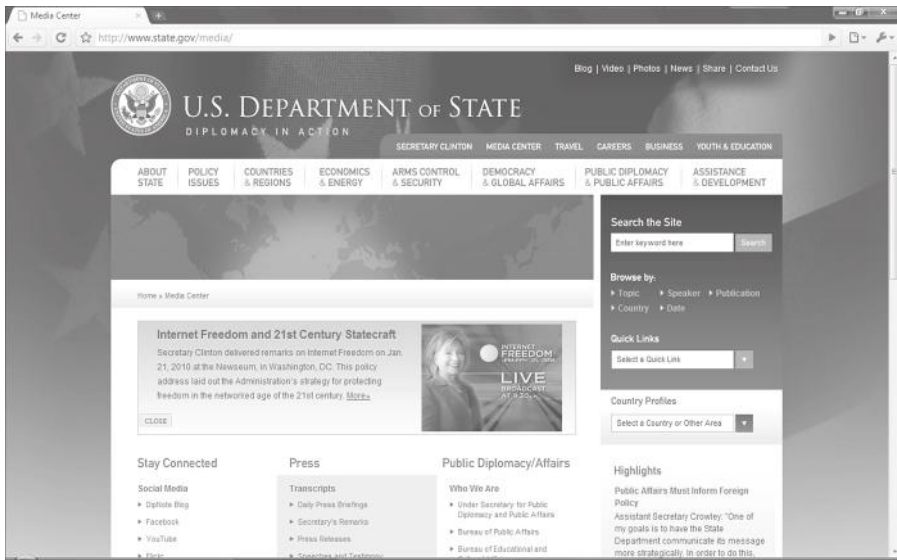 Media Center
http://www.state.gov/media/
Blog | Video | Photos | News | Share | Contact Us
U.S. DEPARTMENT OF STATE
DIPLOMACY IN ACTION
SECRETARY CLINTON MEDIA CENTER TRAVEL CAREERS BUSINESS YOUTH & EDUCATION
ABOUT STATE
POLICY ISSUES
COUNTRIES & REGIONS
ECONOMICS & ENERGY
ARMS CONTROL & SECURITY
DEMOCRACY & GLOBAL AFFAIRS
PUBLIC DIPLOMACY & PUBLIC AFFAIRS
ASSISTANCE & DEVELOPMENT
Search the Site
Enter keyword here Search
Browse by:
Topic Speaker Publication
Country Date
Quick Links
Select a Quick Link
Country Profiles
Select a Country or Other Area
Home » Media Center
Internet Freedom and 21st Century Statecraft
Secretary Clinton delivered remarks on Internet Freedom on Jan.
21, 2010 at the Newseum, in Washington, DC. This policy
address laid out the Administration's strategy for protecting
freedom in the networked age of the 21st century. More»
CLOSE
INTERNET
FREEDOM
LIVE
BROADCAST
Stay Connected
Social Media
DipNote Blog
Facebook
YouTube
Flickr
Press
Transcripts
Daily Press Briefings
Secretary's Remarks
Press Releases
Speeches and Testimony
Public Diplomacy/Affairs
Who We Are
Under Secretary for Public
Diplomacy and Public Affairs
Bureau of Public Affairs
Bureau of Educational and
Highlights
Public Affairs Must Inform Foreign
Policy
Assistant Secretary Crowley: "One of
my goals is to have the State
Department communicate its message
more strategically. In order to do this,